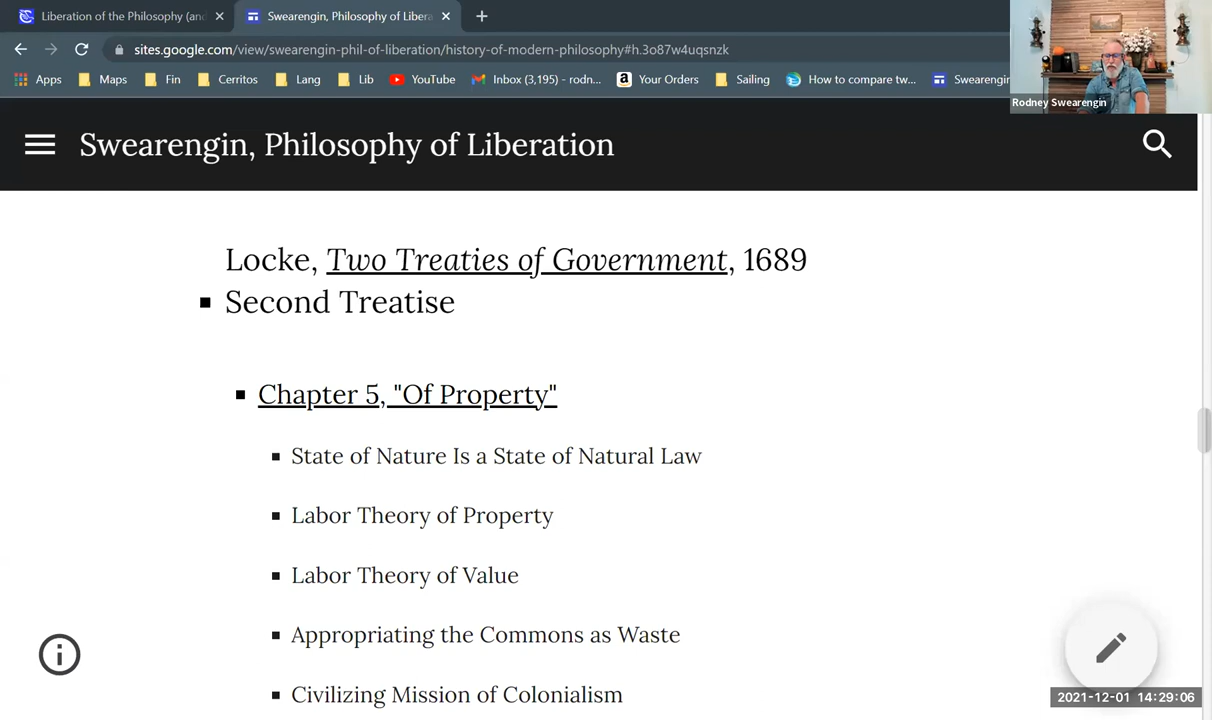 Liberation of the Philosophy (and
Swearengin, Philosophy of Libera
sites.google.com/view/swearengin-phil-of-liberation/history-of-modern-philosophy#h.3o87w4uqsnzk
Apps Maps Fin Cerritos Lang Lib YouTube Inbox (3,195) - rodn... Your Orders Sailing How to compare tw... Swearengin
Rodney Swearengin
Swearengin, Philosophy of Liberation
Locke, Two Treaties of Government, 1689
Second Treatise
Chapter 5, "Of Property"
State of Nature Is a State of Natural Law
Labor Theory of Property
Labor Theory of Value
Appropriating the Commons as Waste
Civilizing Mission of Colonialism
2021-12-01 14:29:06